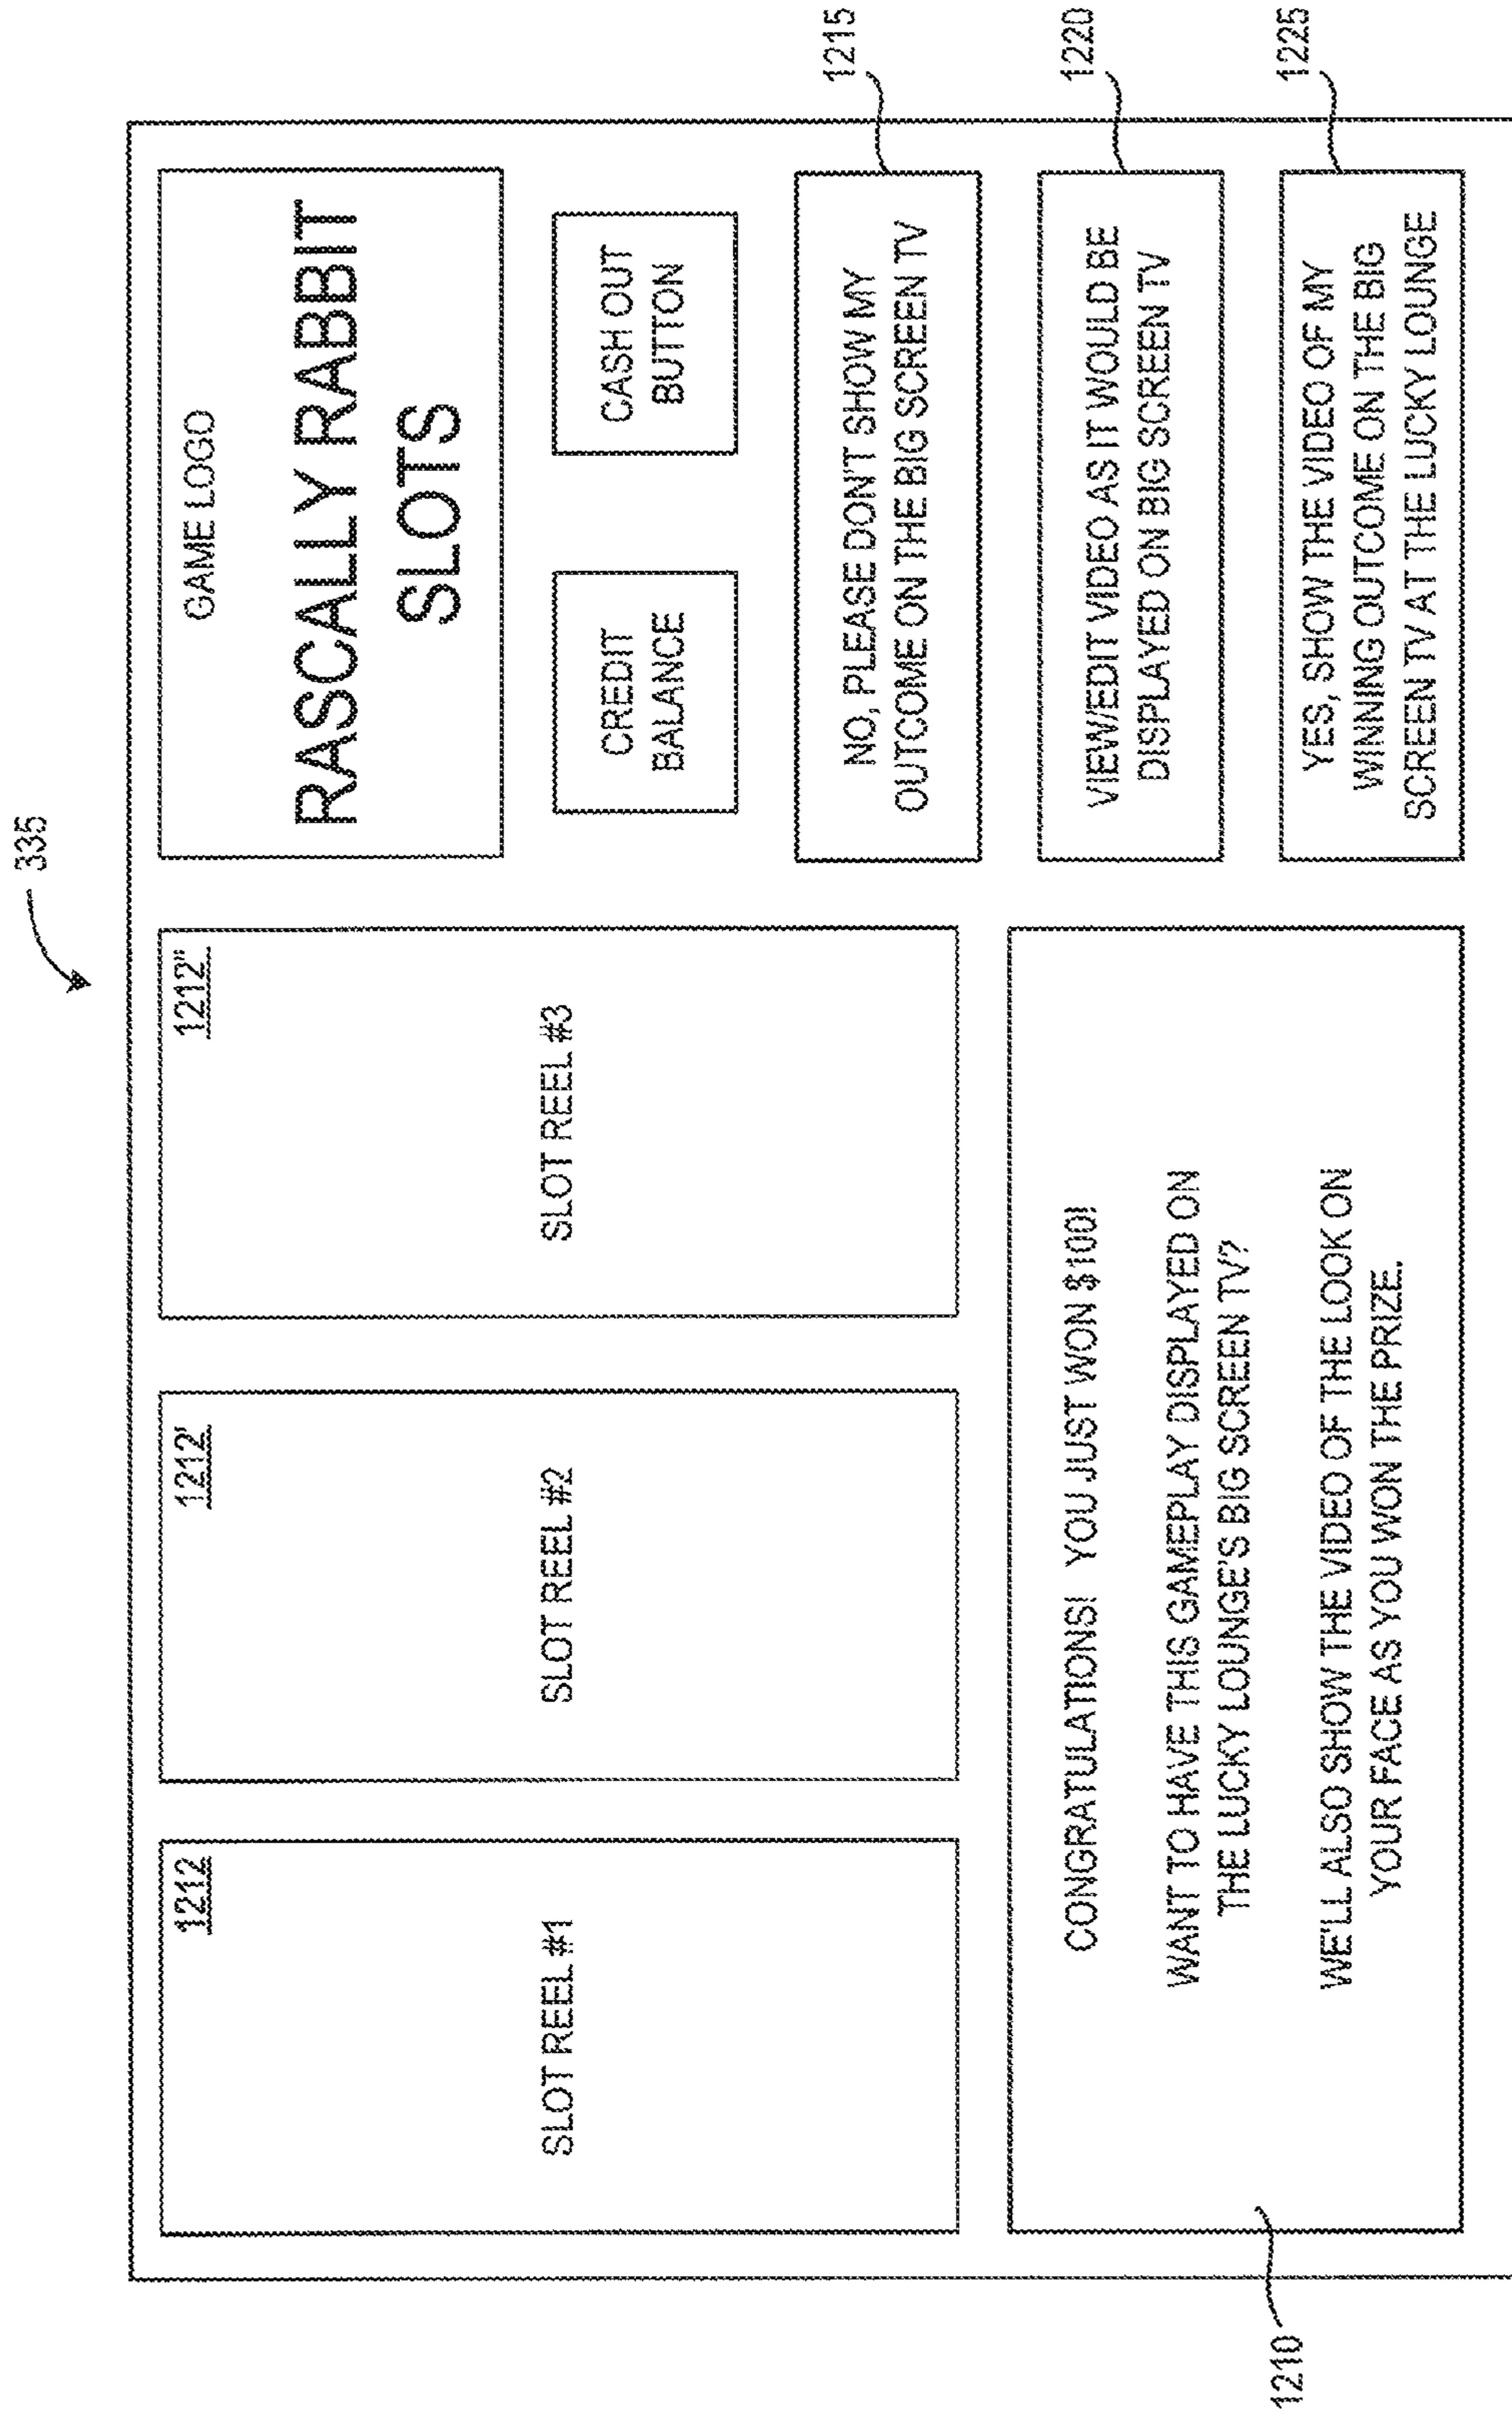 335
1212
SLOT REEL #1
1212'
SLOT REEL #2
1212"
SLOT REEL #3
GAME LOGO
RASCALLY RABBIT
SLOTS
CREDIT
BALANCE
CASH OUT
BUTTON
NO, PLEASE DON'T SHOW MY
OUTCOME ON THE BIG SCREEN TV
1215
VIEW/EDIT VIDEO AS IT WOULD BE
DISPLAYED ON BIG SCREEN TV
1220
YES, SHOW THE VIDEO OF MY
WINNING OUTCOME ON THE BIG
SCREEN TV AT THE LUCKY LOUNGE
1225
CONGRATULATIONS! YOU JUST WON $100!
WANT TO HAVE THIS GAMEPLAY DISPLAYED ON
THE LUCKY LOUNGE'S BIG SCREEN TV?
WE'LL ALSO SHOW THE VIDEO OF THE LOOK ON
YOUR FACE AS YOU WON THE PRIZE.
1210